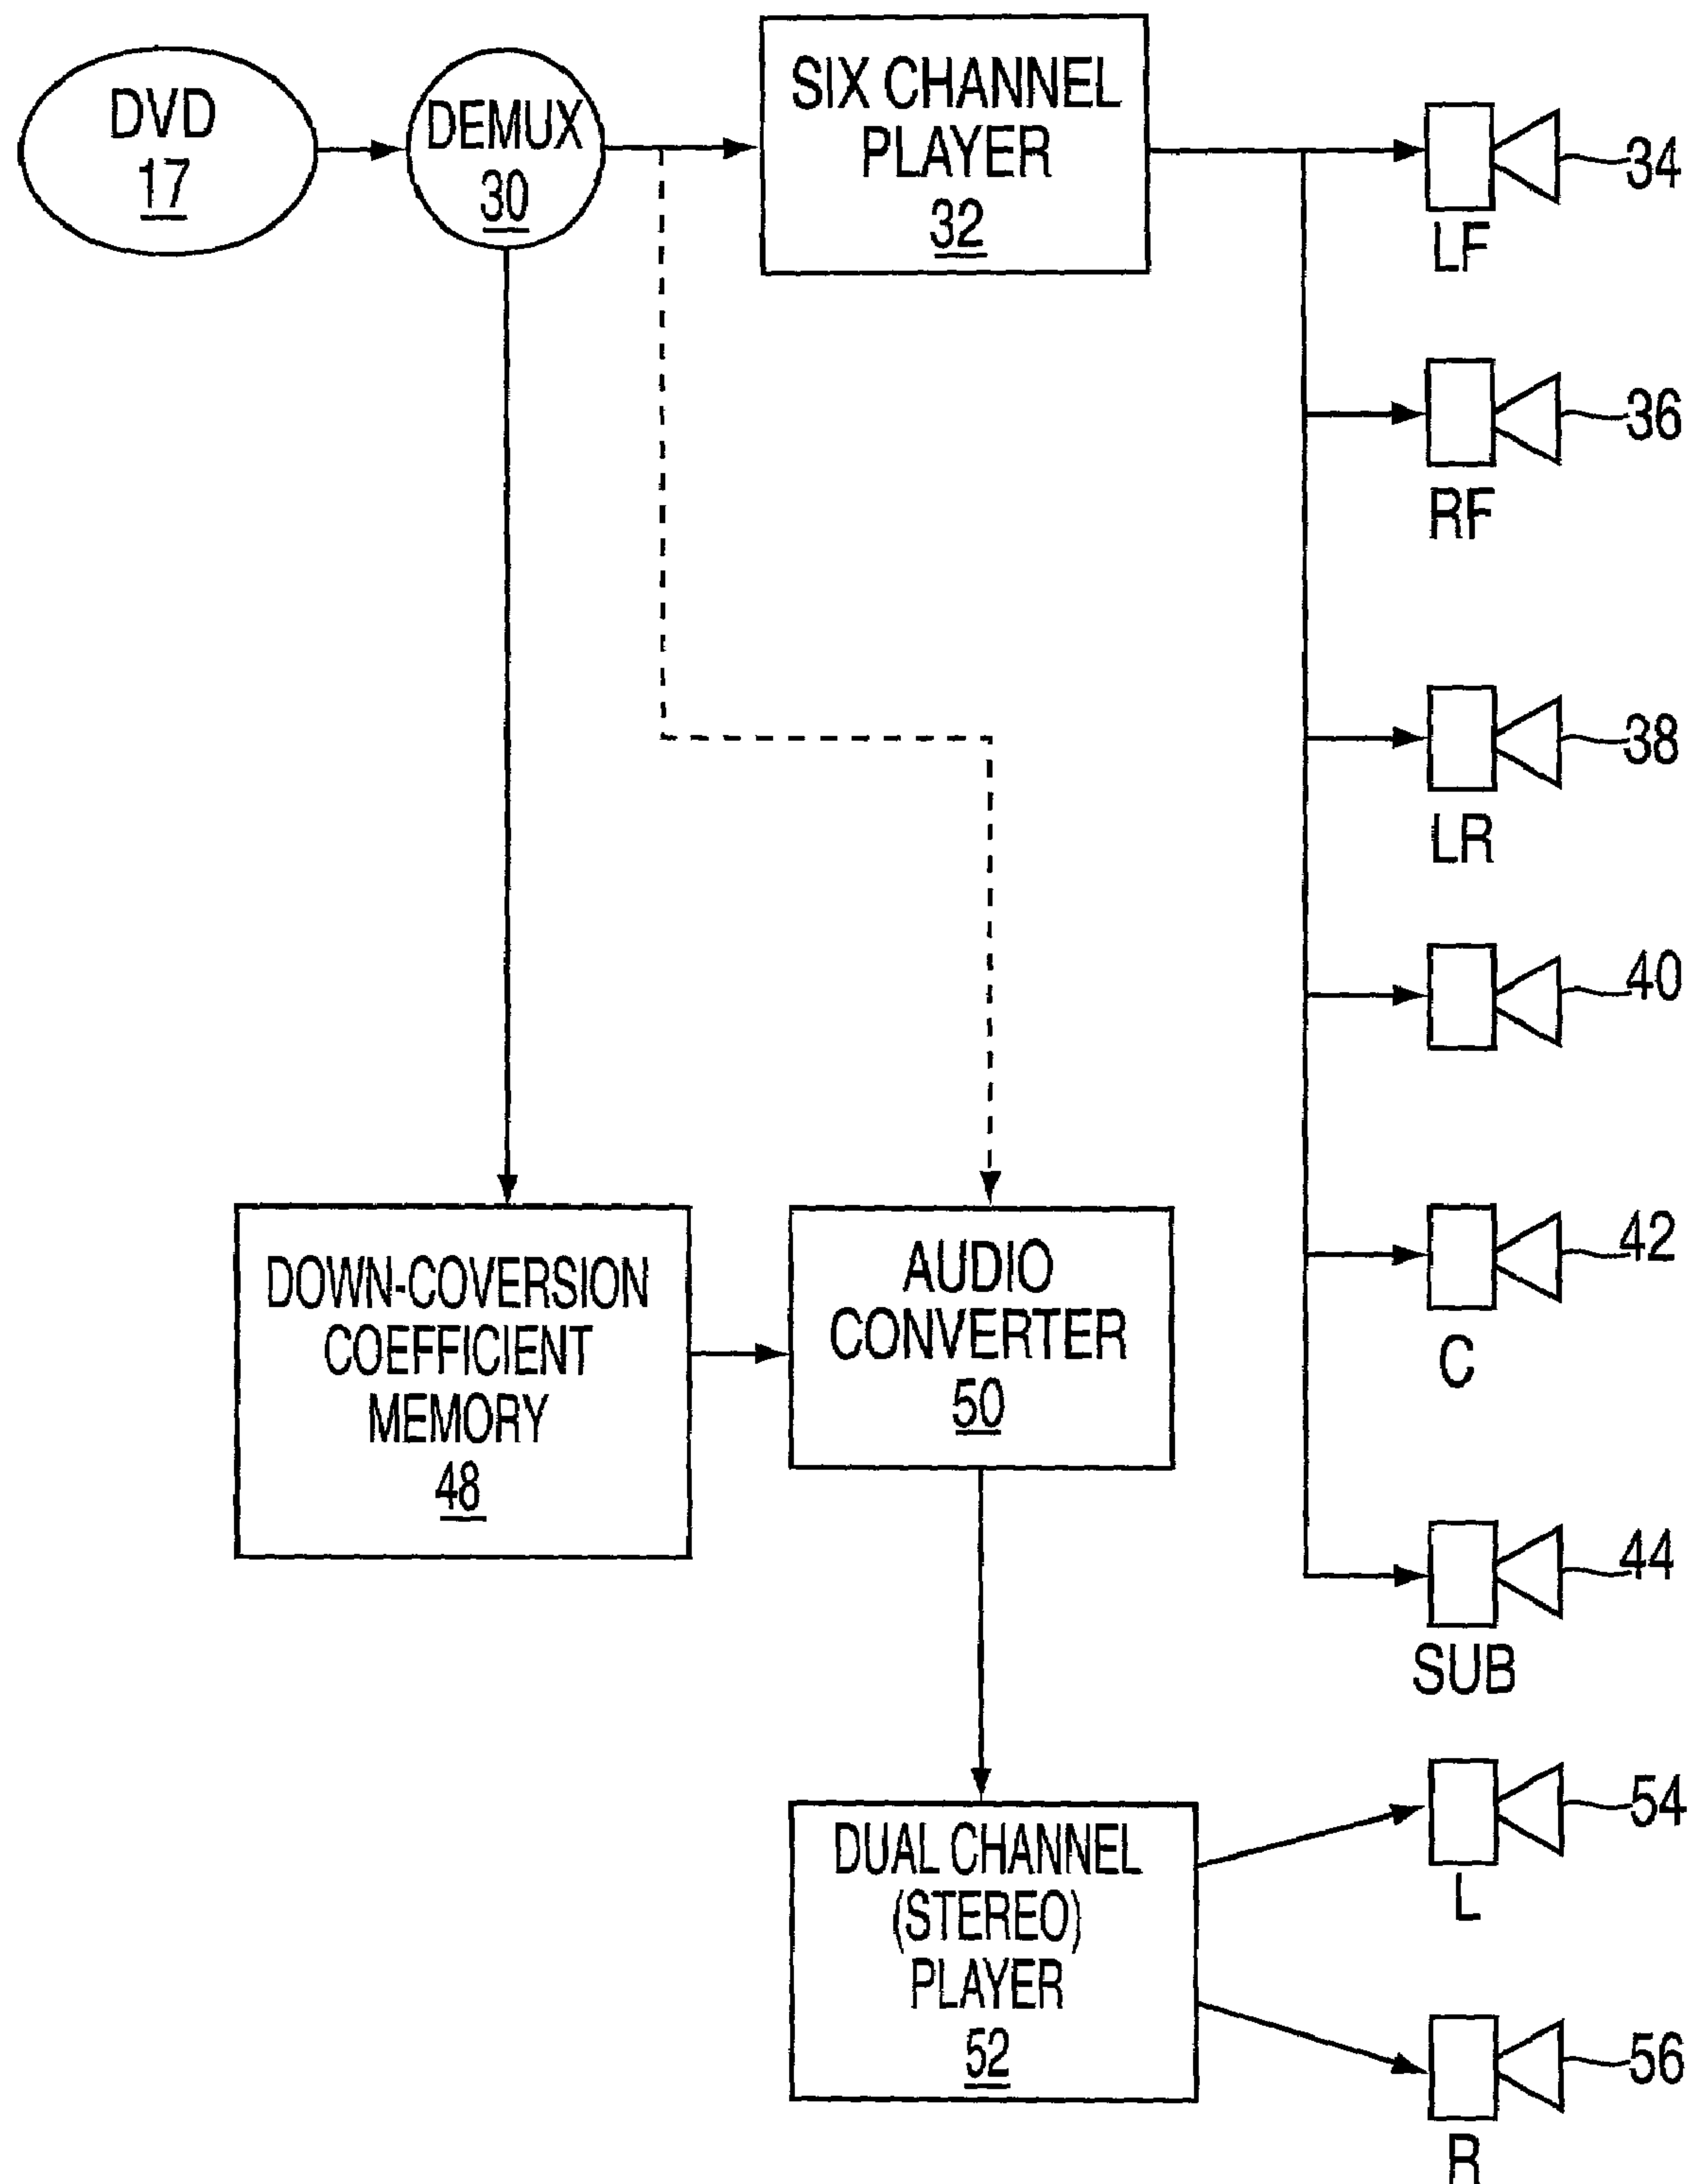 DVD
17
DEMUX
30
SIX CHANNEL
PLAYER
32
34
LF
36
RF
38
LR
40
42
C
44
SUB
DOWN-COVERSION
COEFFICIENT
MEMORY
48
AUDIO
CONVERTER
50
DUAL CHANNEL
(STEREO)
PLAYER
52
54
L
56
R